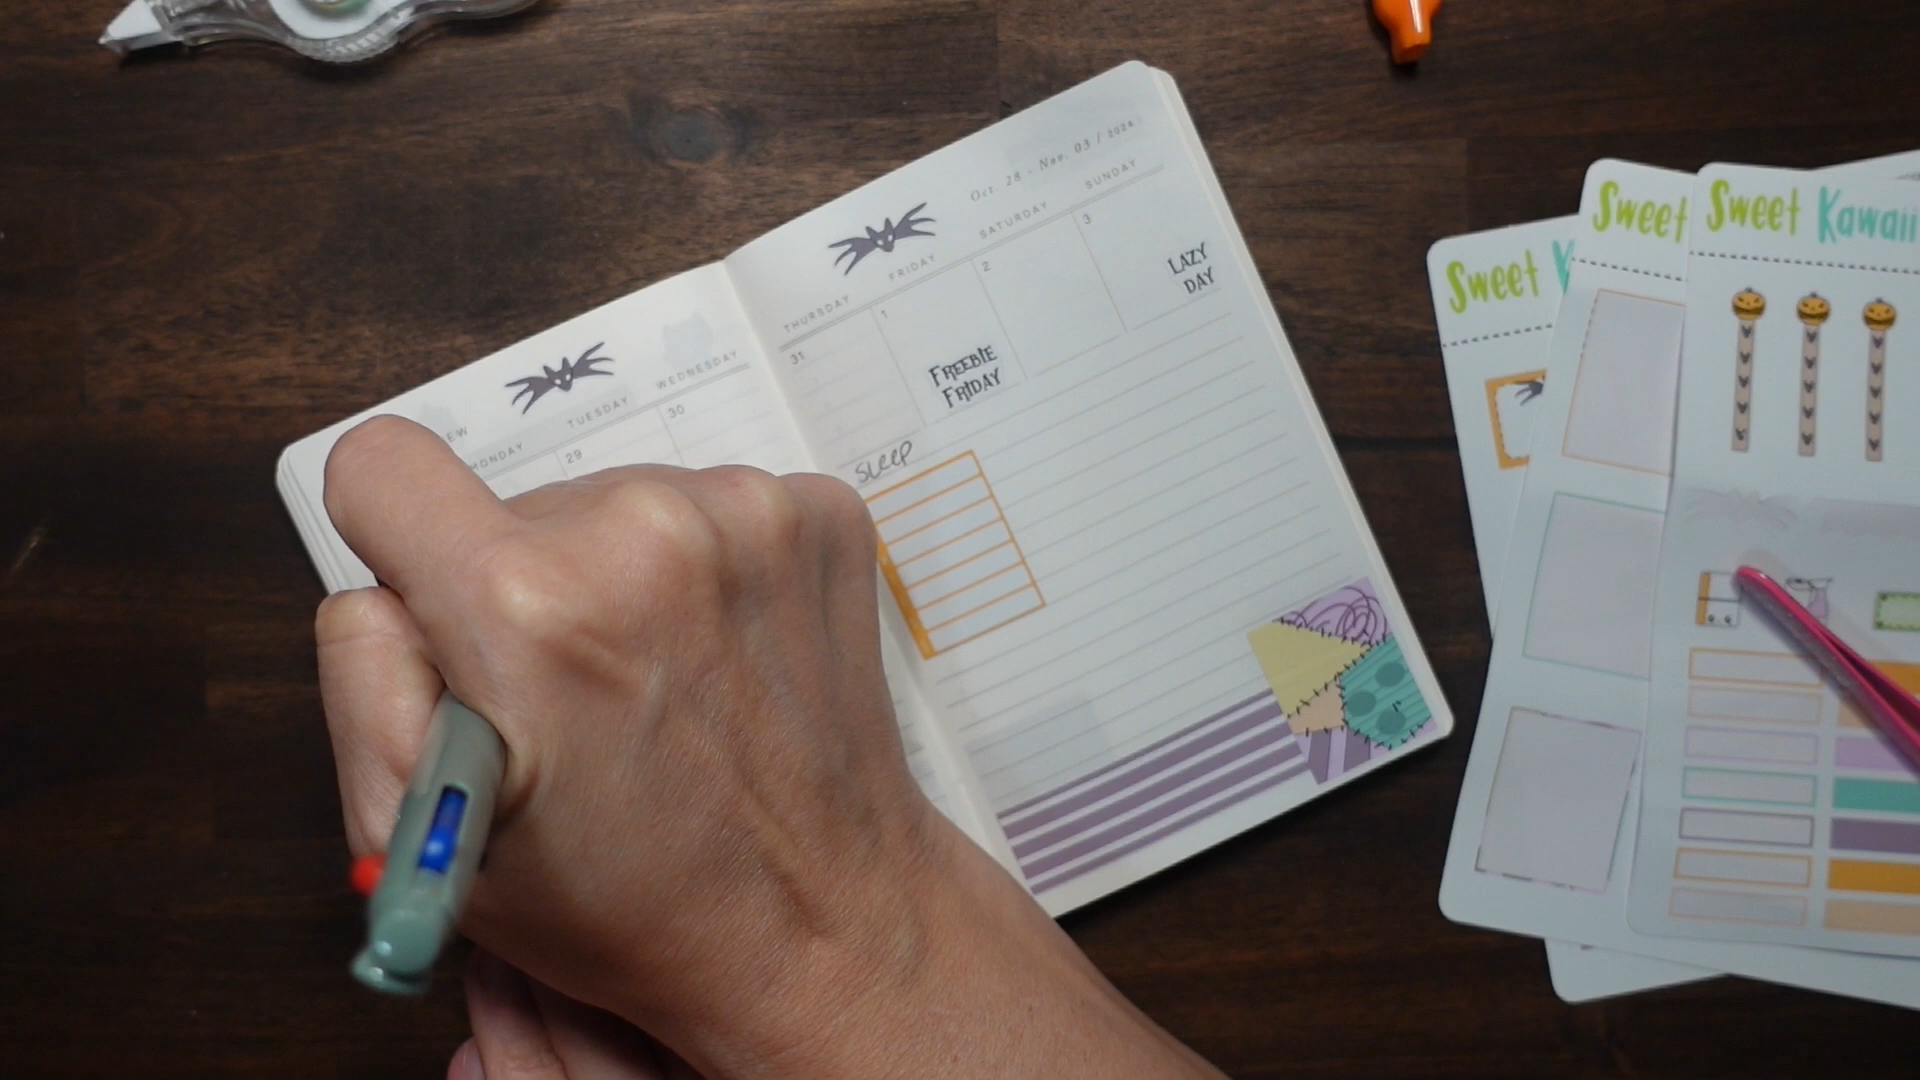 Oct. 28 - Nov. 03 / 2024
EW
MONDAY
TUESDAY
WEDNESDAY
29
30
THURSDAY
FRIDAY
SATURDAY
SUNDAY
31
1
2
3
FREEBIE
FRIDAY
LAZY
DAY
SLEEP
Sweet
Sweet
Sweet Kawaii